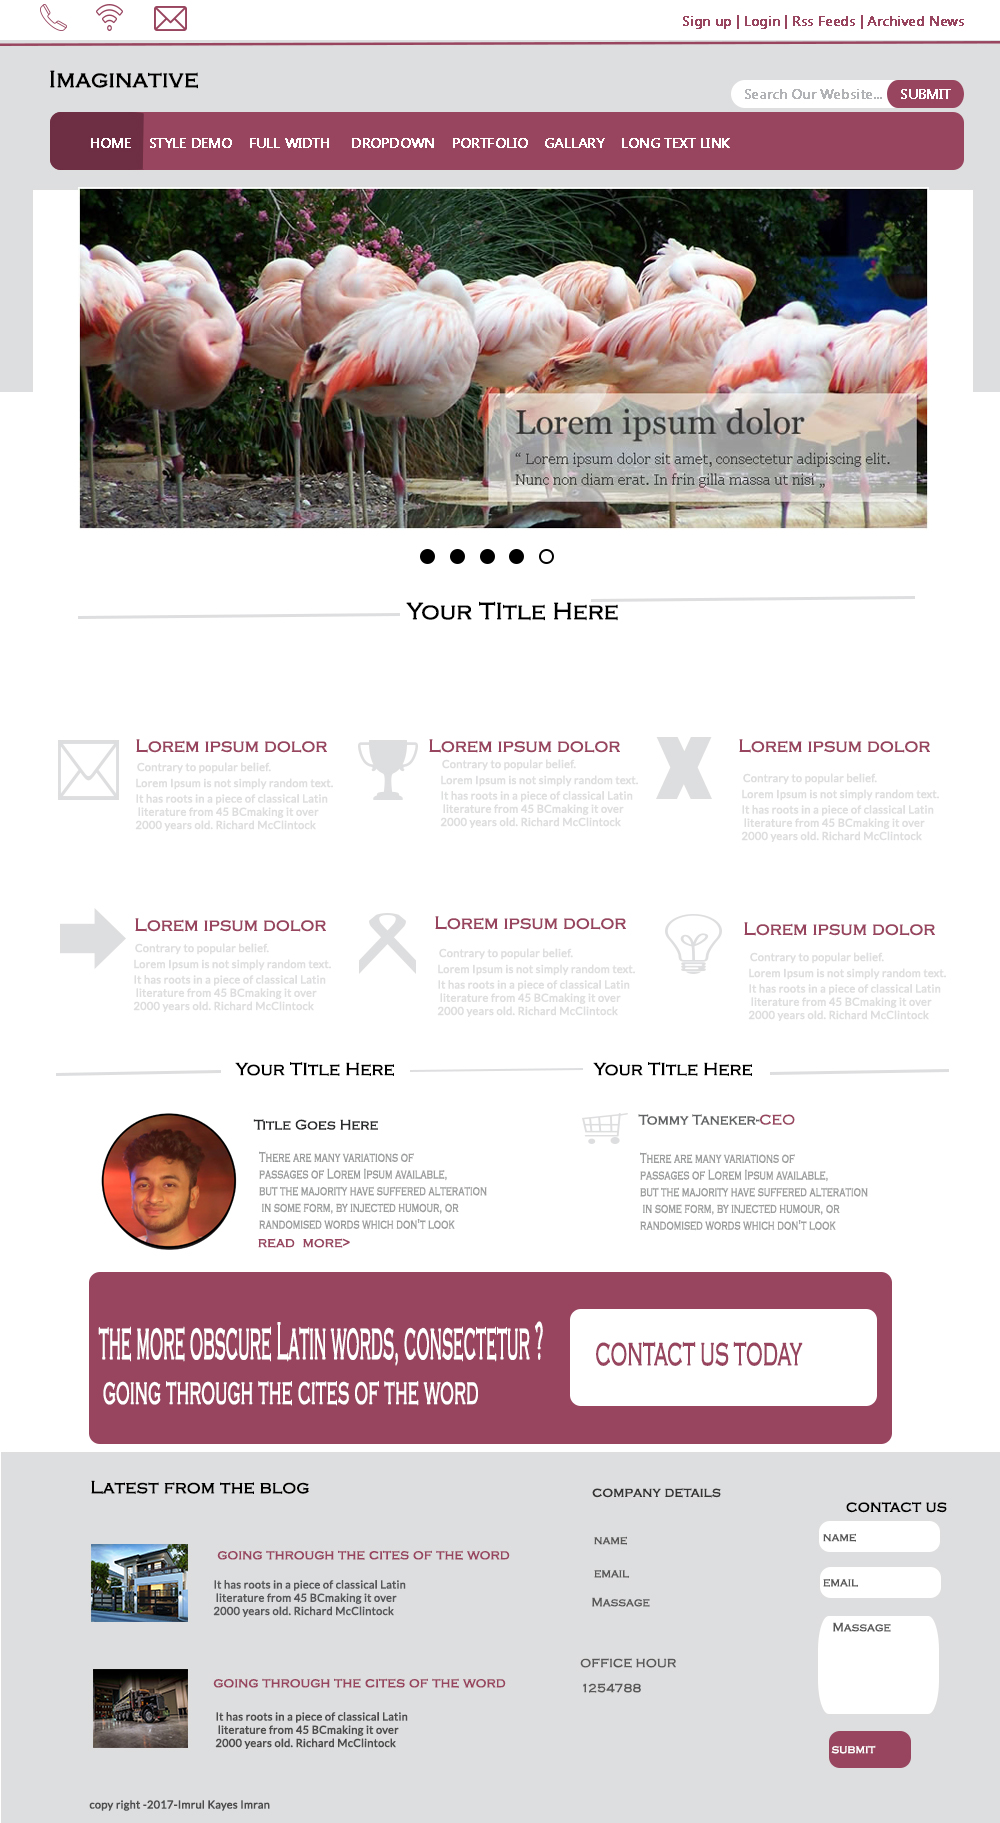 Sign up | Login | Rss Feeds | Archived News
Imaginative
Search Our Website... SUBMIT
HOME STYLE DEMO FULL WIDTH DROPDOWN PORTFOLIO GALLARY LONG TEXT LINK
Lorem ipsum dolor
“ Lorem ipsum dolor sit amet, consectetur adipiscing elit.
Nunc non diam erat. In frin gilla massa ut nisi „
Your TItle Here
Lorem ipsum dolor
Contrary to popular belief.
Lorem Ipsum is not simply random text.
It has roots in a piece of classical Latin
literature from 45 BCmaking it over
2000 years old. Richard McClintock
Lorem ipsum dolor
Contrary to popular belief.
Lorem Ipsum is not simply random text.
It has roots in a piece of classical Latin
literature from 45 BCmaking it over
2000 years old. Richard McClintock
Lorem ipsum dolor
Contrary to popular belief.
Lorem Ipsum is not simply random text.
It has roots in a piece of classical Latin
literature from 45 BCmaking it over
2000 years old. Richard McClintock
Lorem ipsum dolor
Contrary to popular belief.
Lorem Ipsum is not simply random text.
It has roots in a piece of classical Latin
literature from 45 BCmaking it over
2000 years old. Richard McClintock
Lorem ipsum dolor
Contrary to popular belief.
Lorem Ipsum is not simply random text.
It has roots in a piece of classical Latin
literature from 45 BCmaking it over
2000 years old. Richard McClintock
Lorem ipsum dolor
Contrary to popular belief.
Lorem Ipsum is not simply random text.
It has roots in a piece of classical Latin
literature from 45 BCmaking it over
2000 years old. Richard McClintock
Your TItle Here
Title Goes Here
There are many variations of
passages of Lorem Ipsum available,
but the majority have suffered alteration
in some form, by injected humour, or
randomised words which don't look
read more>
Your TItle Here
Tommy Taneker-CEO
There are many variations of
passages of Lorem Ipsum available,
but the majority have suffered alteration
in some form, by injected humour, or
randomised words which don't look
the more obscure Latin words, consectetur ?
going through the cites of the word
CONTACT US TODAY
Latest from the blog
going through the cites of the word
It has roots in a piece of classical Latin
literature from 45 BCmaking it over
2000 years old. Richard McClintock
going through the cites of the word
It has roots in a piece of classical Latin
literature from 45 BCmaking it over
2000 years old. Richard McClintock
company details
name
email
Massage
OFFICE HOUR
1254788
contact us
name
email
Massage
submit
copy right -2017-Imrul Kayes Imran